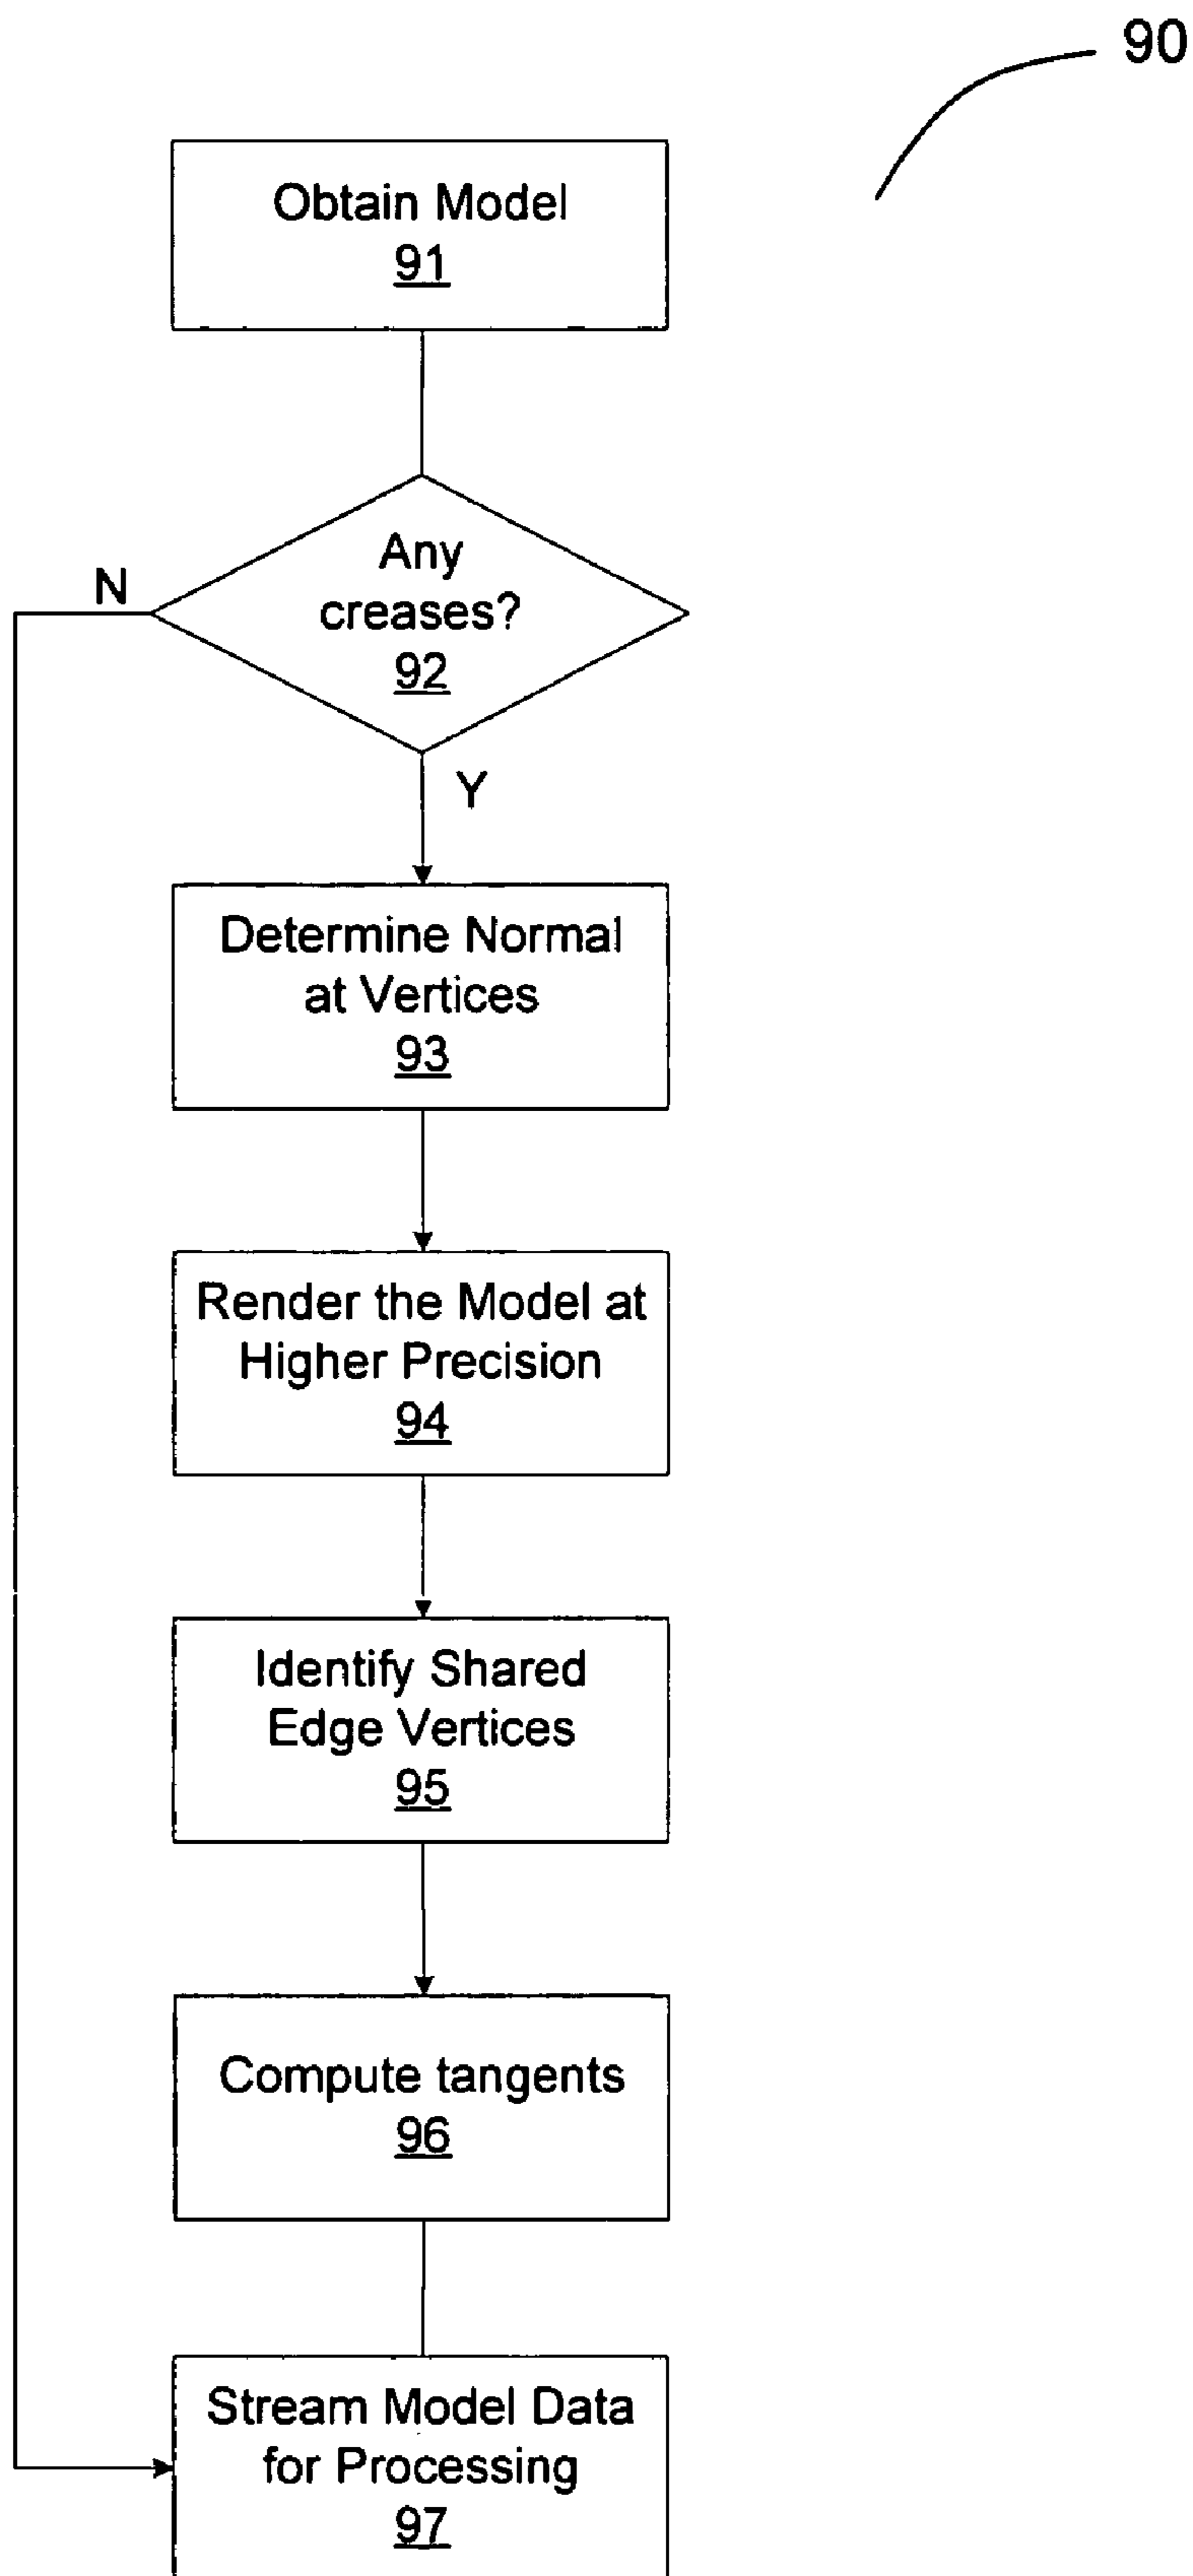 90
Obtain Model
91
Any
creases?
92
N
Y
Determine Normal
at Vertices
93
Render the Model at
Higher Precision
94
Identify Shared
Edge Vertices
95
Compute tangents
96
Stream Model Data
for Processing
97